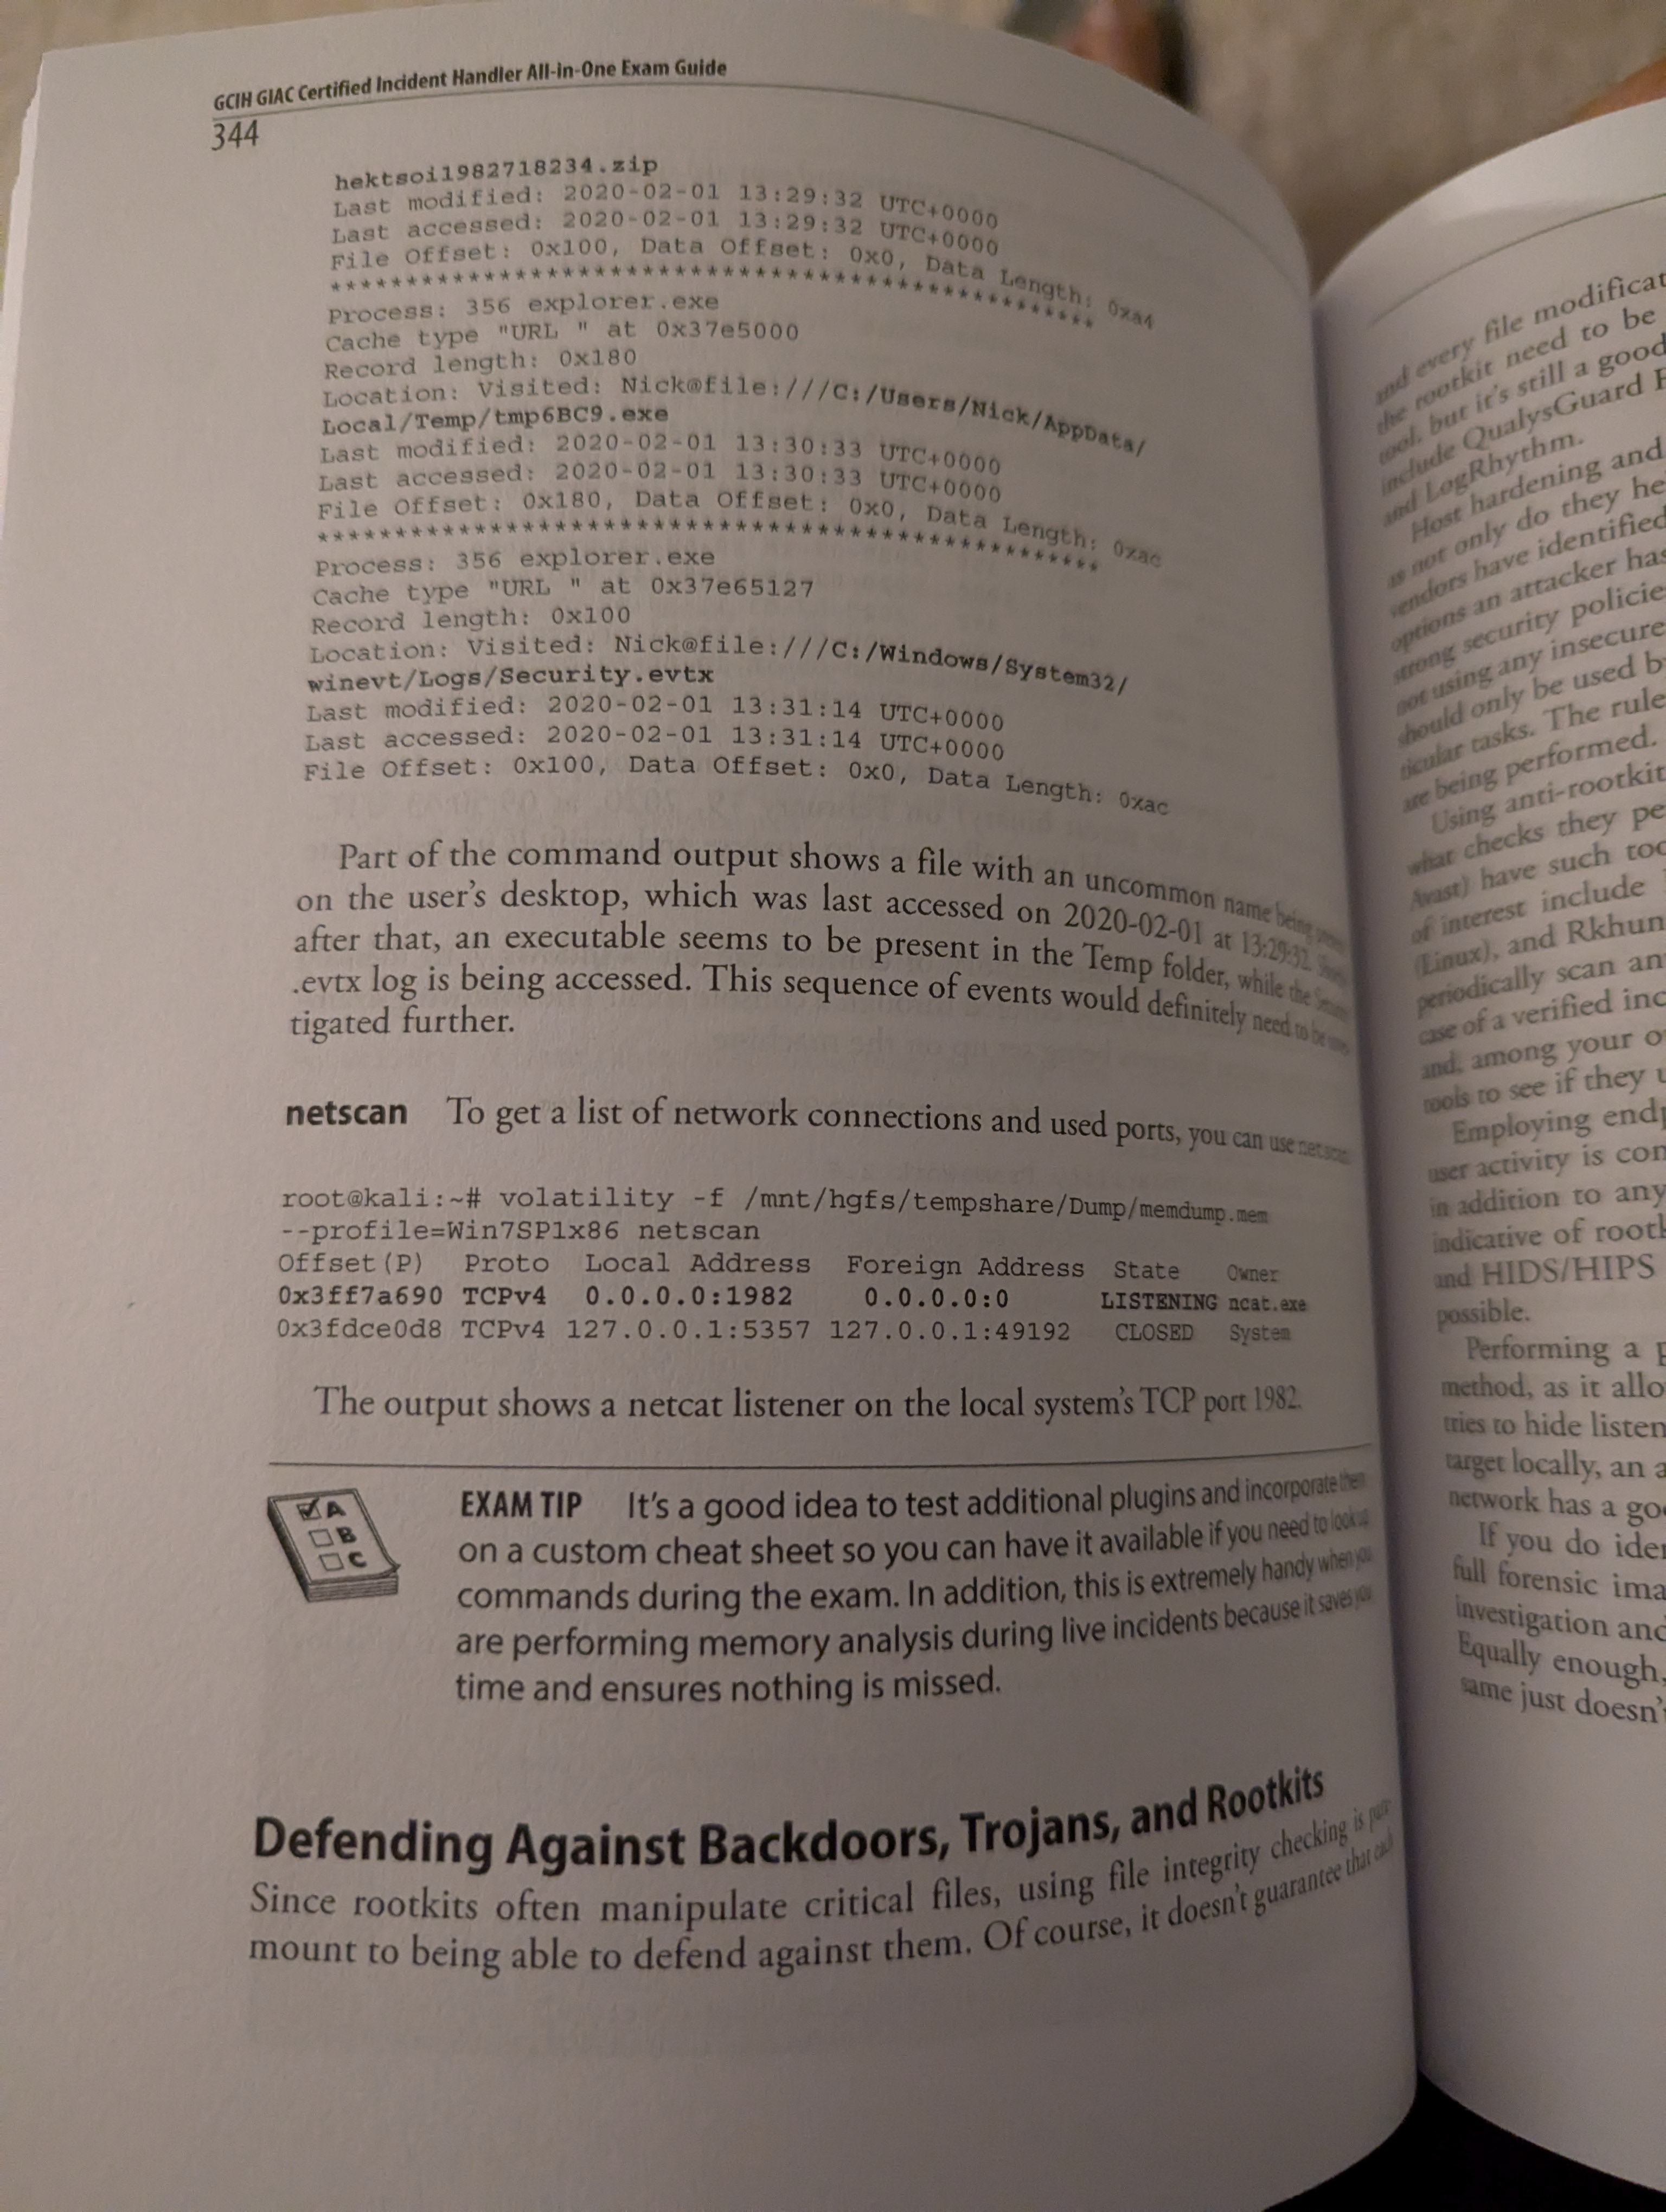 GCIH GIAC Certified Incident Handler All-in-One Exam Guide
344
hektsoi1982718234.zip
Last modified: 2020-02-01 13:29:32 UTC+0000
Last accessed: 2020-02-01 13:29:32 UTC+0000
File Offset: 0x100, Data Offset: 0x0, Data Length: 0xa4
***************************************************
Process: 356 explorer.exe
Cache type "URL " at 0x37e5000
Record length: 0x180
Location: Visited: Nick@file:///C:/Users/Nick/AppData/
Local/Temp/tmp6BC9.exe
Last modified: 2020-02-01 13:30:33 UTC+0000
Last accessed: 2020-02-01 13:30:33 UTC+0000
File Offset: 0x180, Data Offset: 0x0, Data Length: 0xac
***************************************************
Process: 356 explorer.exe
Cache type "URL " at 0x37e65127
Record length: 0x100
Location: Visited: Nick@file:///C:/Windows/System32/
winevt/Logs/Security.evtx
Last modified: 2020-02-01 13:31:14 UTC+0000
Last accessed: 2020-02-01 13:31:14 UTC+0000
File Offset: 0x100, Data Offset: 0x0, Data Length: 0xac
Part of the command output shows a file with an uncommon name being
on the user's desktop, which was last accessed on 2020-02-01 at 13:29:32.
after that, an executable seems to be present in the Temp folder, while the
.evtx log is being accessed. This sequence of events would definitely need to be
tigated further.
netscan To get a list of network connections and used ports, you can use netscan
root@kali:~# volatility -f /mnt/hgfs/tempshare/Dump/memdump.mem
--profile=Win7SP1x86 netscan
Offset(P) Proto Local Address Foreign Address State Owner
0x3ff7a690 TCPv4 0.0.0.0:1982 0.0.0.0:0 LISTENING ncat.exe
0x3fdce0d8 TCPv4 127.0.0.1:5357 127.0.0.1:49192 CLOSED System
The output shows a netcat listener on the local system's TCP port 1982.
A
B
C
EXAM TIP It's a good idea to test additional plugins and incorporate them
on a custom cheat sheet so you can have it available if you need to look up
commands during the exam. In addition, this is extremely handy when you
are performing memory analysis during live incidents because it saves you
time and ensures nothing is missed.
Defending Against Backdoors, Trojans, and Rootkits
Since rootkits often manipulate critical files, using file integrity checking is para-
mount to being able to defend against them. Of course, it doesn't guarantee that each
and every file modificat
the rootkit need to be
tool, but it's still a good
include QualysGuard F
and LogRhythm.
Host hardening and
as not only do they he
vendors have identified
options an attacker has
strong security policie
not using any insecure
should only be used b
ticular tasks. The rule
are being performed.
Using anti-rootkit
what checks they pe
Avast) have such too
of interest include
(Linux), and Rkhun
periodically scan an
case of a verified inc
and, among your o
tools to see if they u
Employing endp
user activity is con
in addition to any
indicative of rootk
and HIDS/HIPS
possible.
Performing a p
method, as it allo
tries to hide listen
target locally, an a
network has a go
If you do iden
full forensic ima
investigation and
Equally enough,
same just doesn'